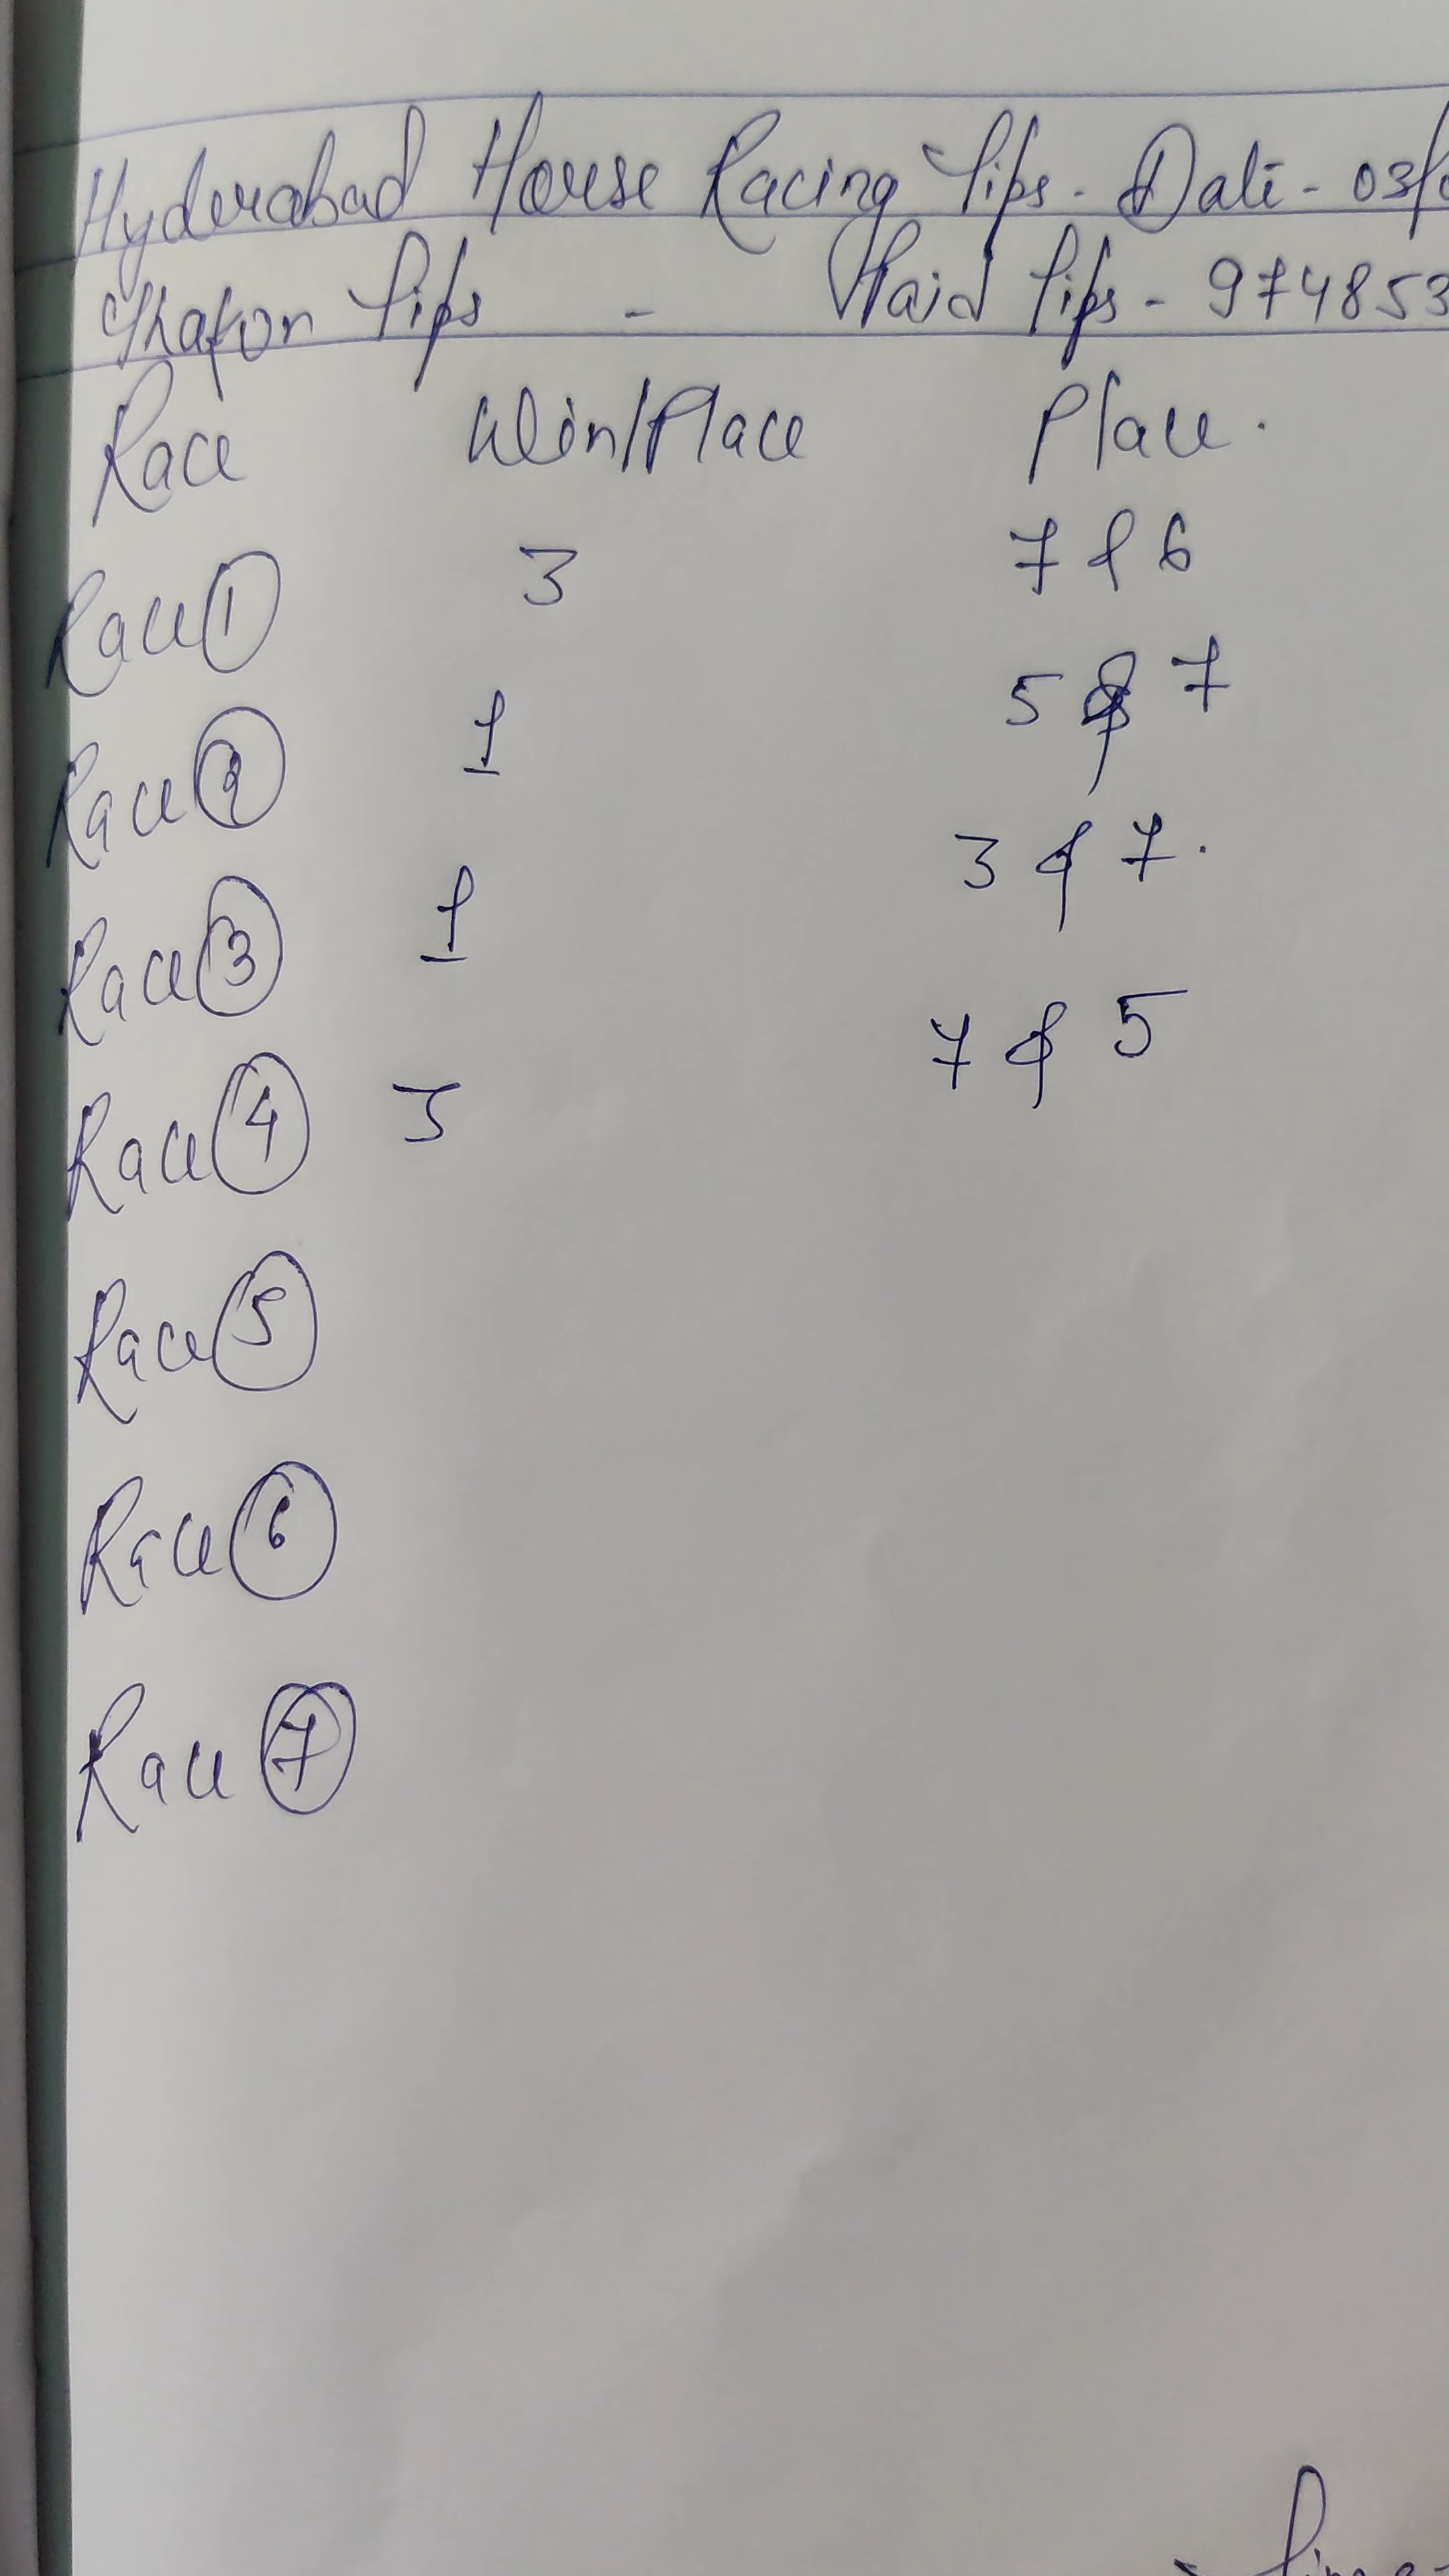 Hyderabad Horse Racing Tips. Date - 03/
Thafon Tips - Paid Tips - 974853
Race Win/Place Place.
Race 1 3 7 & 6
Race 2 1 5 & 7
Race 3 1 3 & 7.
Race 4 3 7 & 5
Race 5
Race 6
Race 7